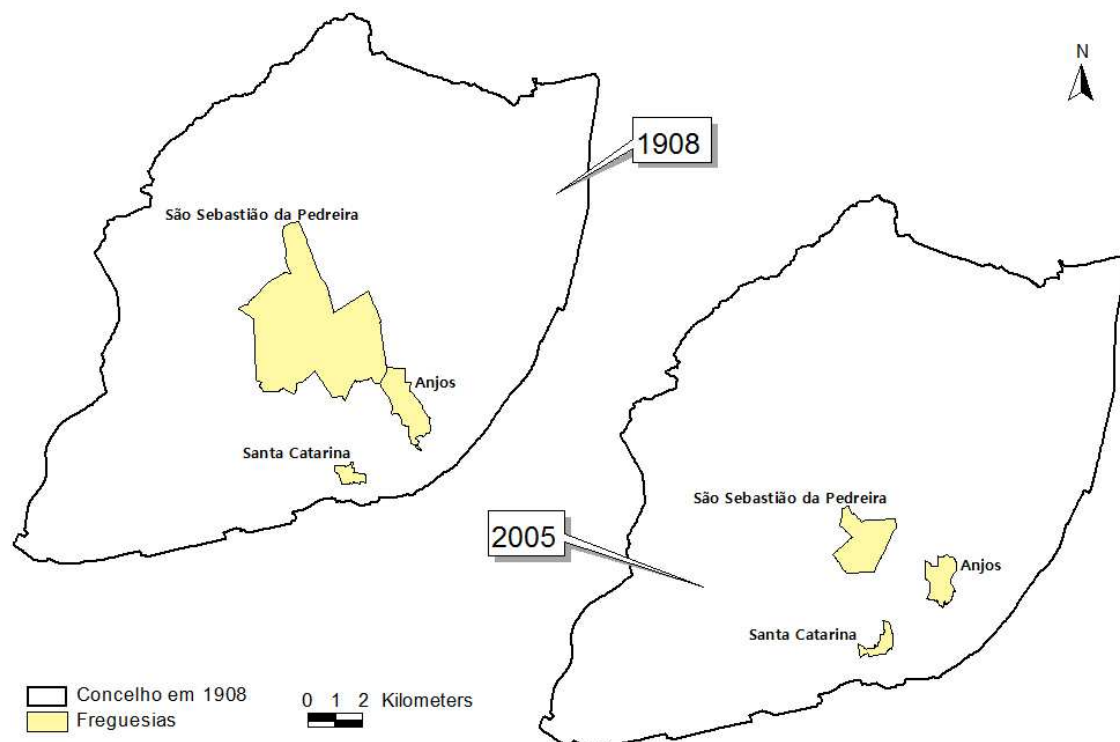 N
1908
São Sebastião da Pedreira
Anjos
Santa Catarina
São Sebastião da Pedreira
2005
Anjos
Santa Catarina
Concelho em 1908
Freguesias
0 1 2 Kilometers